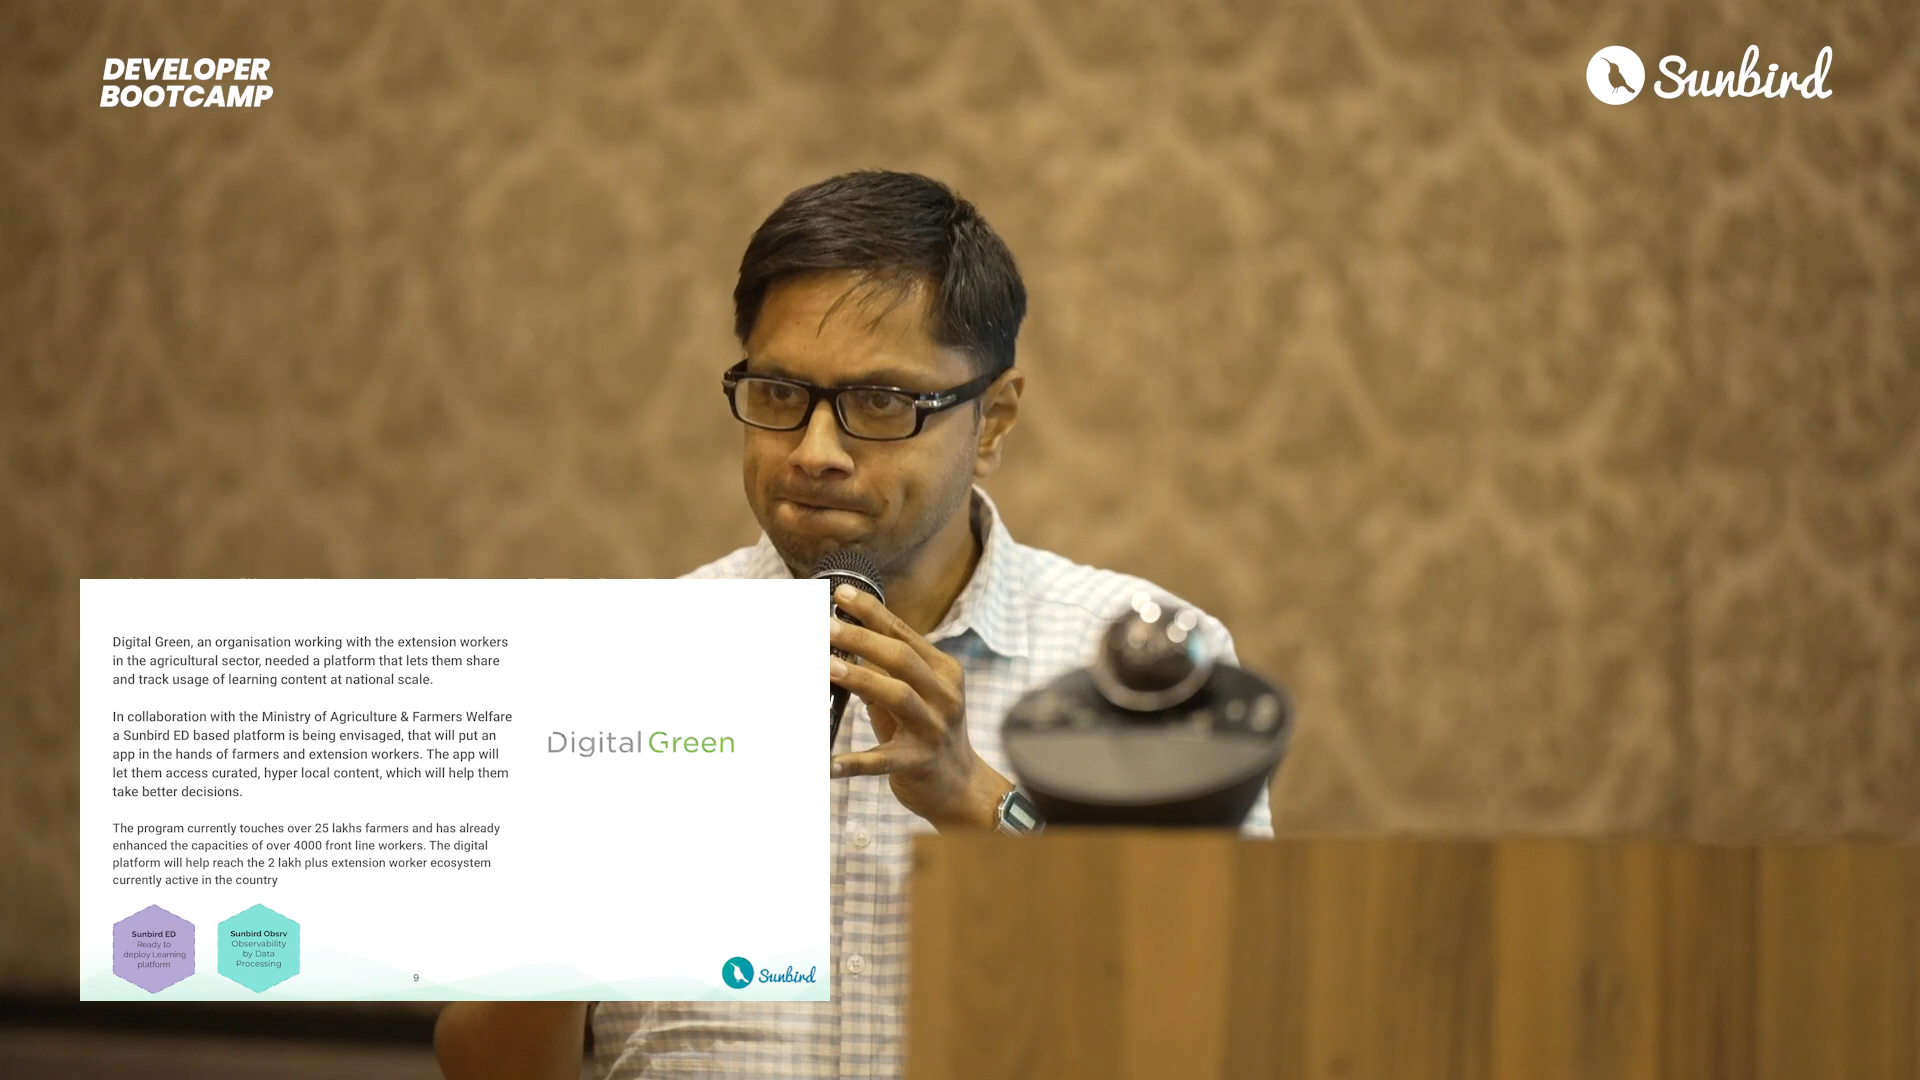 DEVELOPER
BOOTCAMP
Sunbird
Digital Green, an organisation working with the extension workers
in the agricultural sector, needed a platform that lets them share
and track usage of learning content at national scale.
In collaboration with the Ministry of Agriculture & Farmers Welfare
a Sunbird ED based platform is being envisaged, that will put an
app in the hands of farmers and extension workers. The app will
let them access curated, hyper local content, which will help them
take better decisions.
The program currently touches over 25 lakhs farmers and has already
enhanced the capacities of over 4000 front line workers. The digital
platform will help reach the 2 lakh plus extension worker ecosystem
currently active in the country
Digital Green
Sunbird ED
Ready to
deploy Learning
platform
Sunbird Obsrv
Observability
by Data
Processing
9
Sunbird